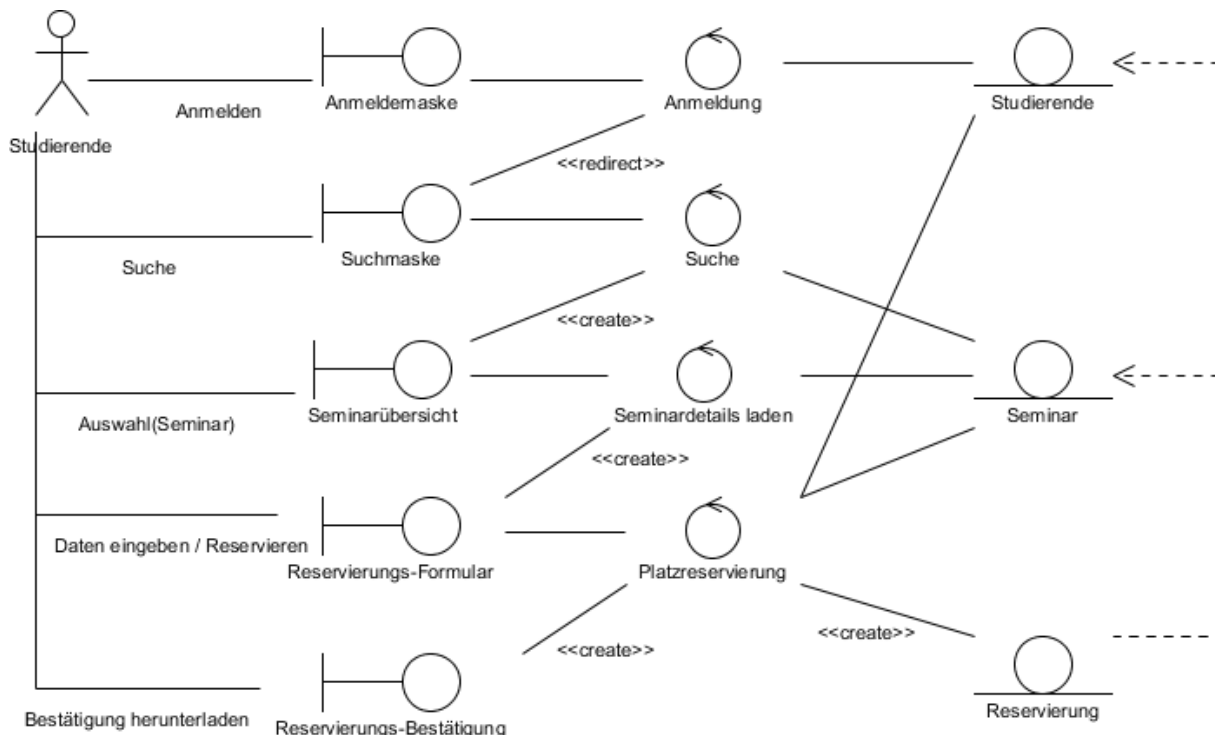 Studierende
Anmelden
Anmeldemaske
Anmeldung
Studierende
<<redirect>>
Suche
Suchmaske
Suche
<<create>>
Auswahl(Seminar)
Seminarübersicht
Seminardetails laden
Seminar
<<create>>
Daten eingeben / Reservieren
Reservierungs-Formular
Platzreservierung
<<create>>
<<create>>
Bestätigung herunterladen
Reservierungs-Bestätigung
Reservierung